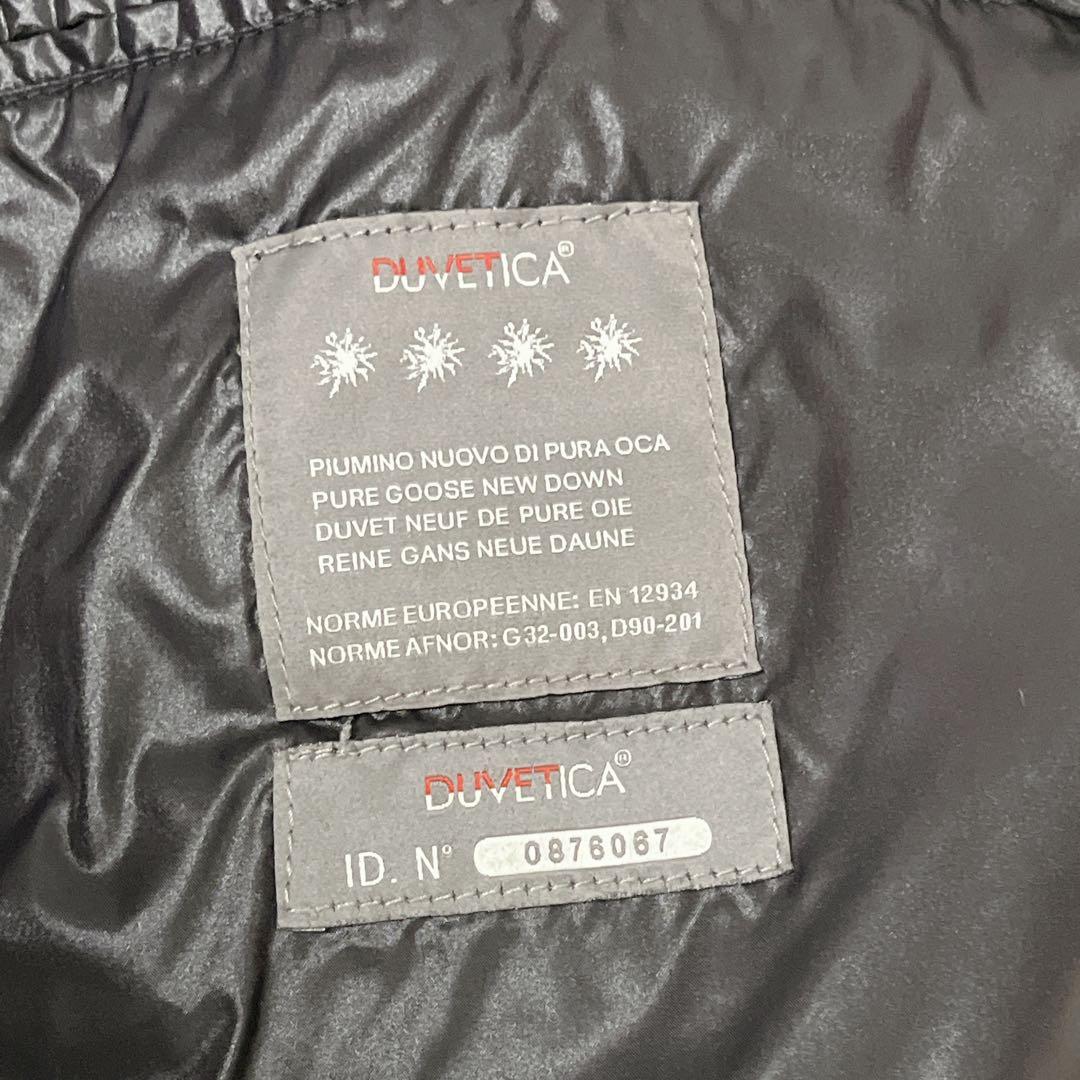 DUVETICA®
PIUMINO NUOVO DI PURA OCA
PURE GOOSE NEW DOWN
DUVET NEUF DE PURE OIE
REINE GANS NEUE DAUNE
NORME EUROPEENNE: EN 12934
NORME AFNOR: G32-003, D90-201
DUVETICA®
ID. N° 0876067